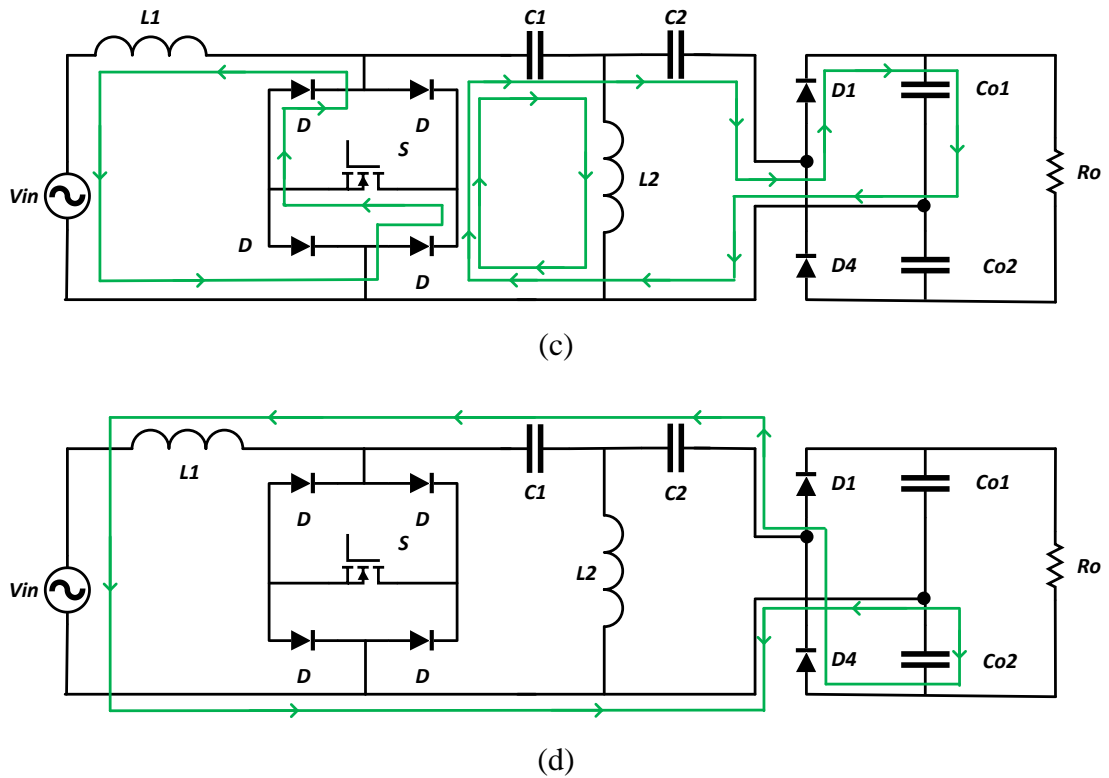 L1 C1 C2
D D D1 Co1
S
Vin L2 Ro
D D D4 Co2
(c)
L1 C1 C2 D1 Co1
D D
S
Vin L2 Ro
D D D4 Co2
(d)